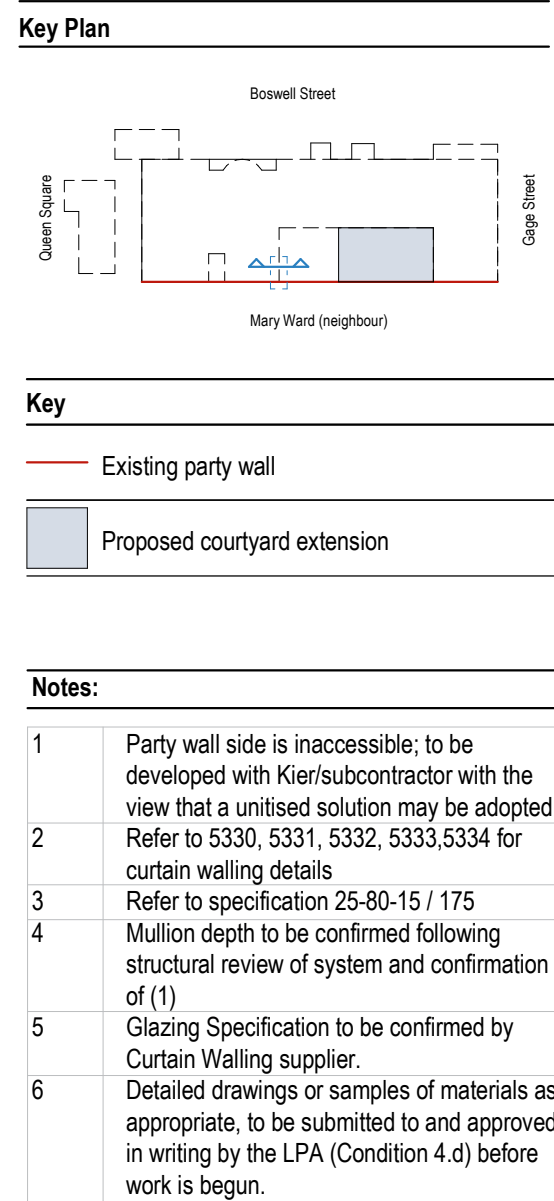 Key Plan
Boswell Street
Queen Square
Gage Street
Mary Ward (neighbour)
Key
Existing party wall
Proposed courtyard extension
Notes:
1 Party wall side is inaccessible; to be
developed with Kier/subcontractor with the
view that a unitised solution may be adopted
2 Refer to 5330, 5331, 5332, 5333,5334 for
curtain walling details
3 Refer to specification 25-80-15 / 175
4 Mullion depth to be confirmed following
structural review of system and confirmation
of (1)
5 Glazing Specification to be confirmed by
Curtain Walling supplier.
6 Detailed drawings or samples of materials as
appropriate, to be submitted to and approved
in writing by the LPA (Condition 4.d) before
work is begun.